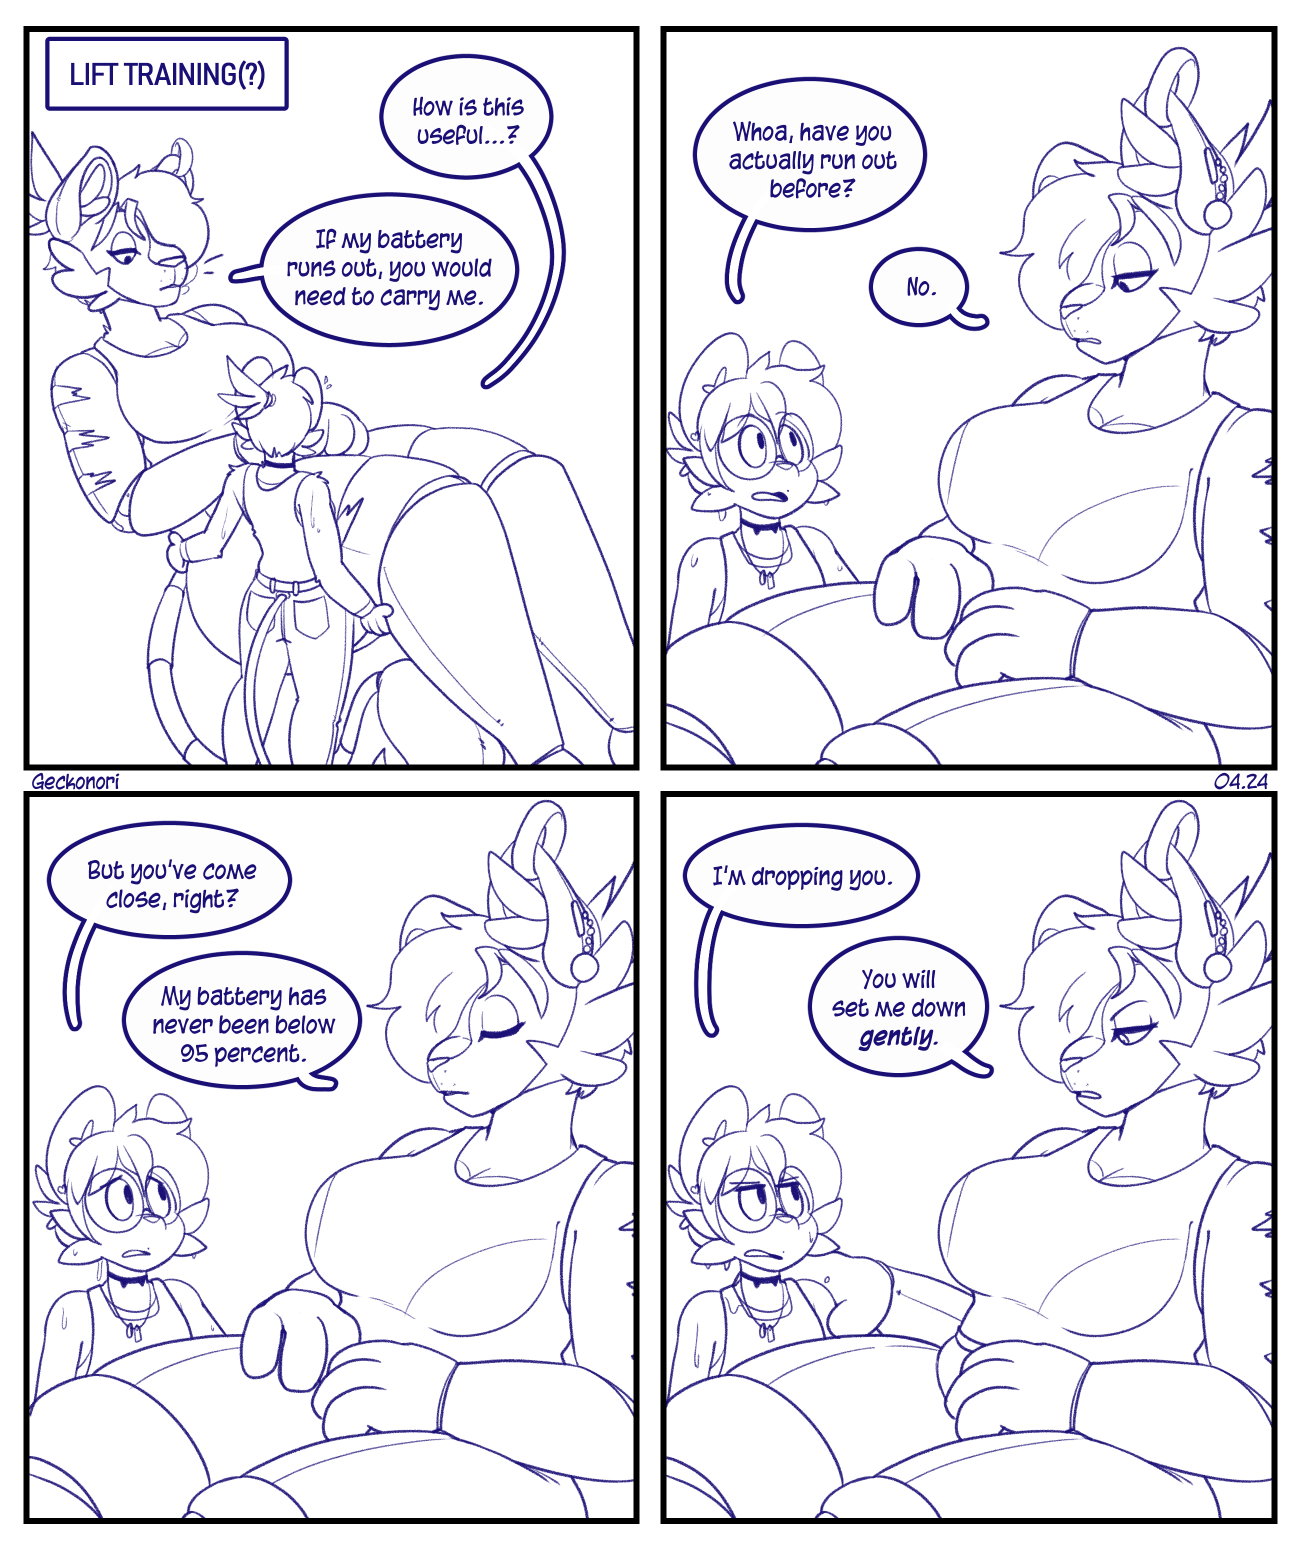 LIFT TRAINING(?)
How is this
useful...?
If my battery
runs out, you would
need to carry me.
Whoa, have you
actually run out
before?
No.
Geckonori
04.24
But you've come
close, right?
My battery has
never been below
95 percent.
I'm dropping you.
You will
set me down
gently.